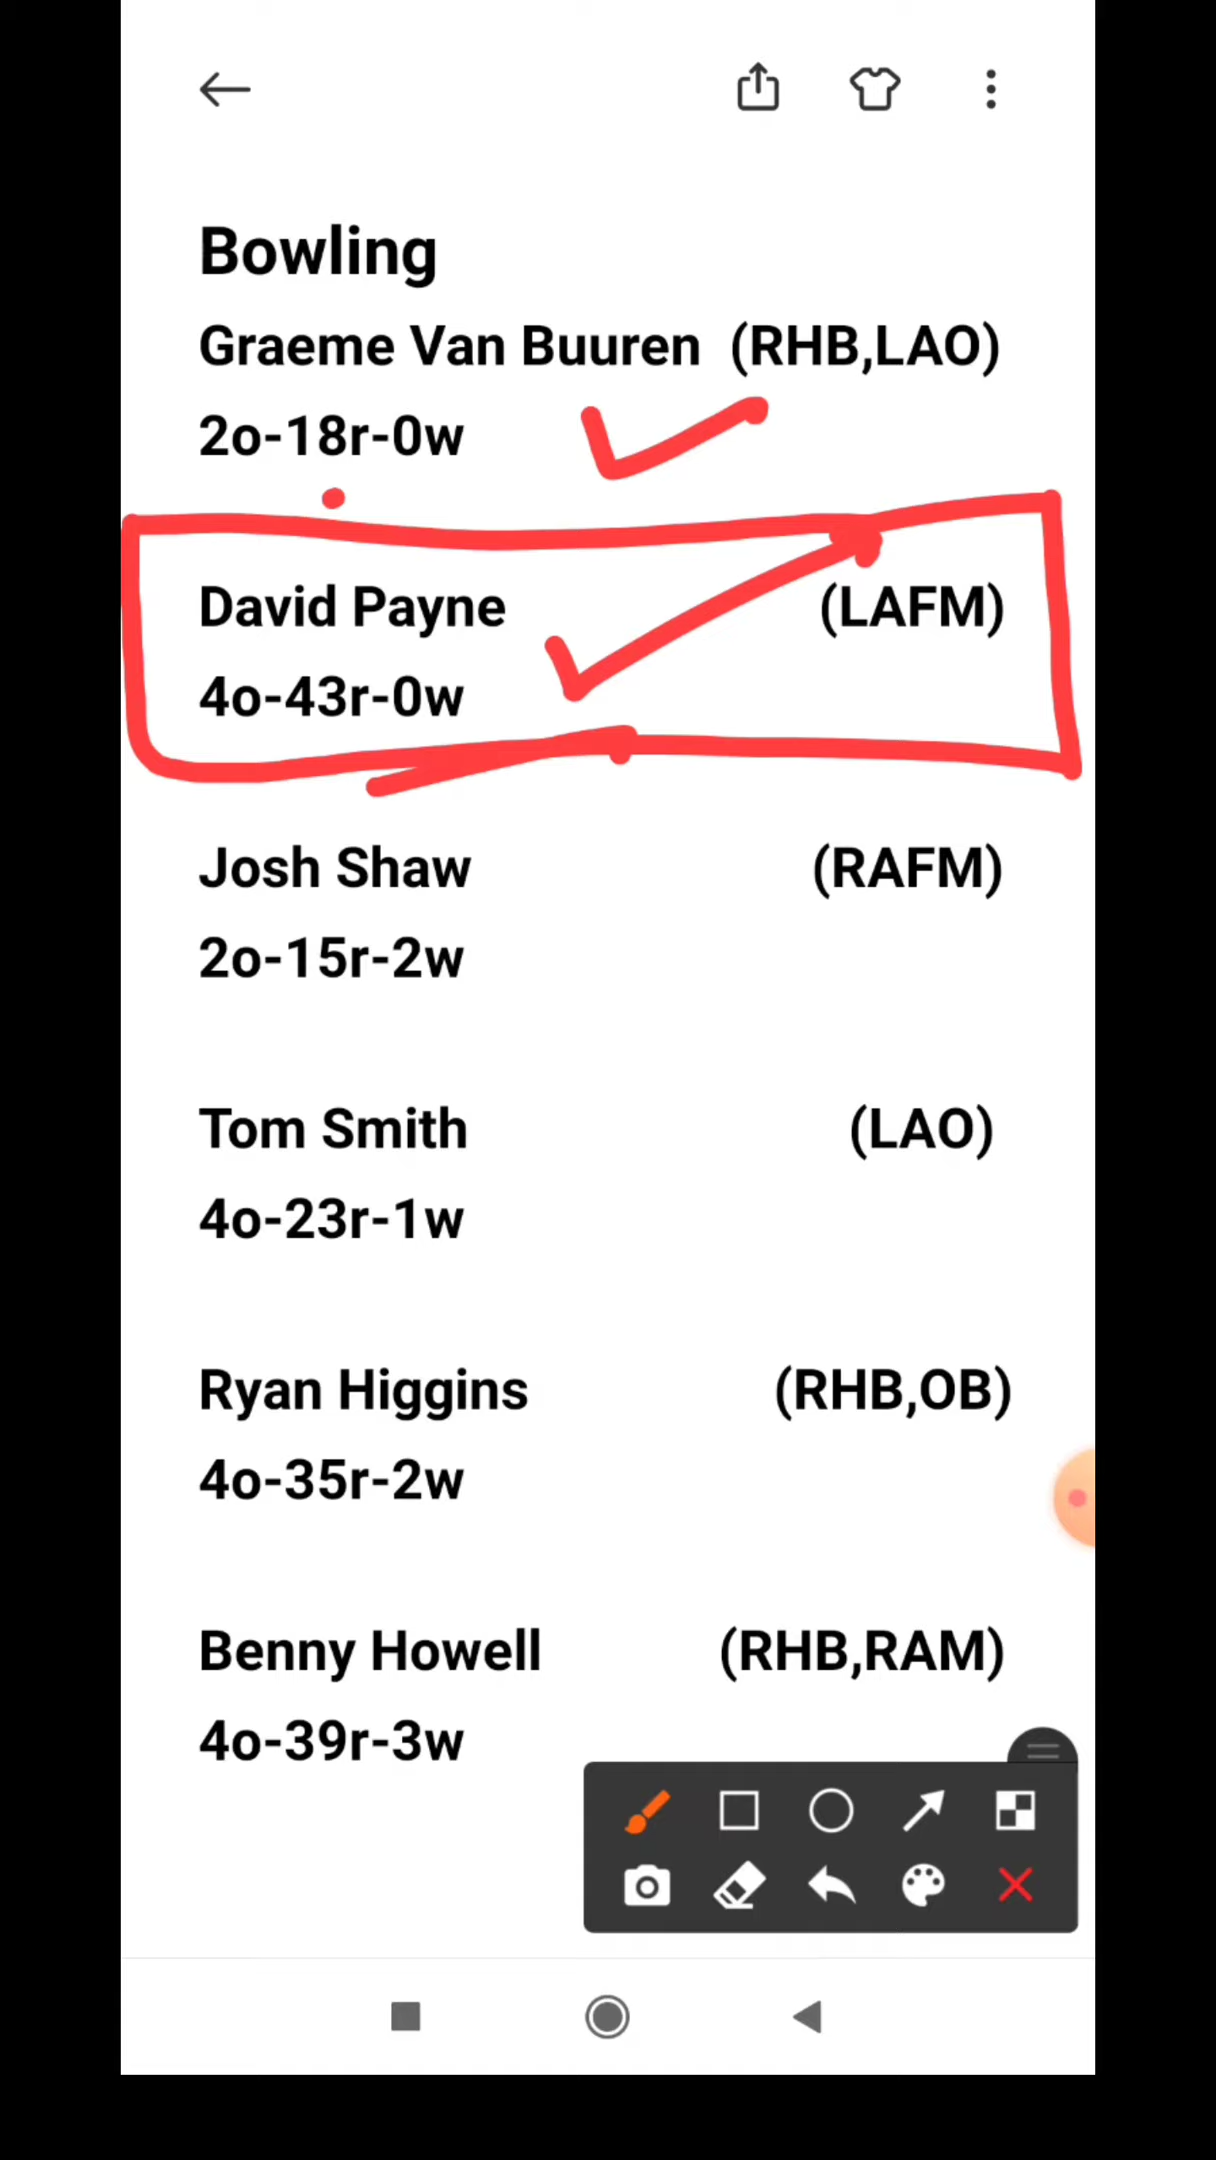 Bowling
Graeme Van Buuren (RHB,LAO)
2o-18r-0w
David Payne (LAFM)
4o-43r-0w
Josh Shaw (RAFM)
2o-15r-2w
Tom Smith (LAO)
4o-23r-1w
Ryan Higgins (RHB,OB)
4o-35r-2w
Benny Howell (RHB,RAM)
4o-39r-3w